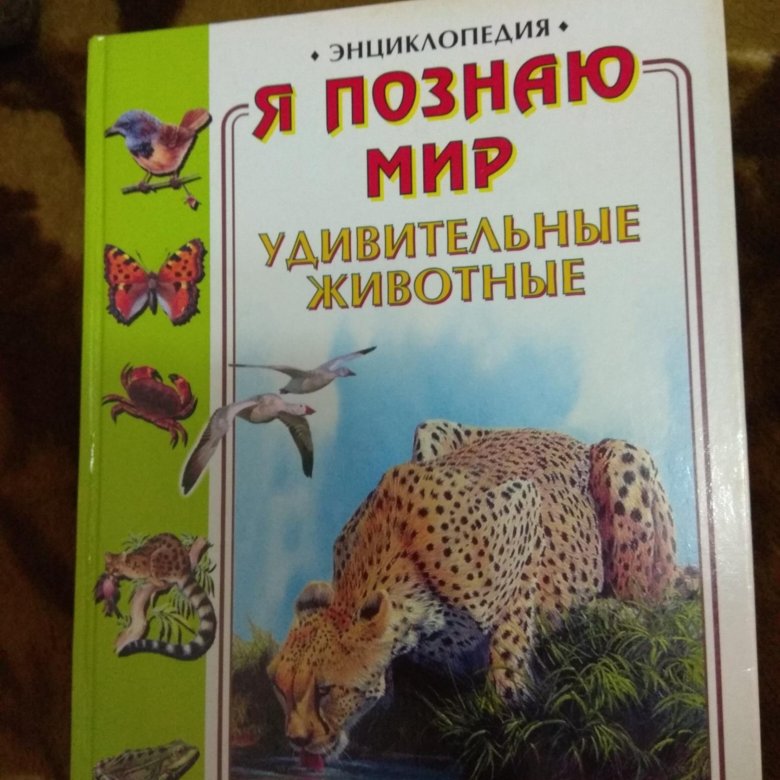 ЭНЦИКЛОПЕДИЯ
Я ПОЗНАЮ
МИР
УДИВИТЕЛЬНЫЕ
ЖИВОТНЫЕ